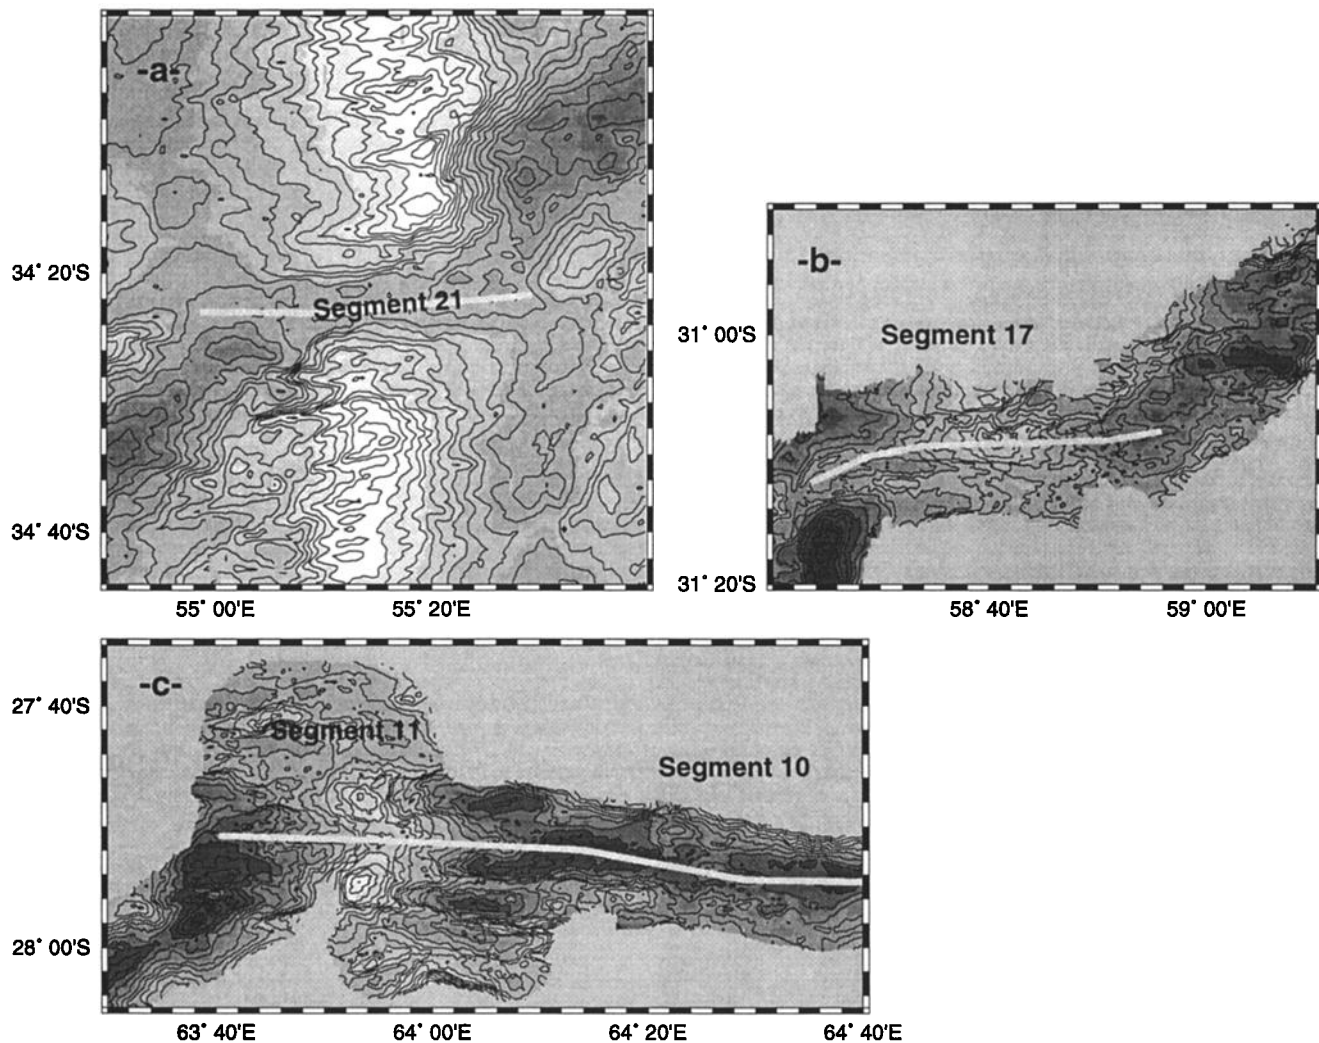 -a-
34° 20'S
Segment 21
34° 40'S
55° 00'E
55° 20'E
-b-
31° 00'S
Segment 17
31° 20'S
58° 40'E
59° 00'E
-c-
27° 40'S
Segment 11
Segment 10
28° 00'S
63° 40'E
64° 00'E
64° 20'E
64° 40'E